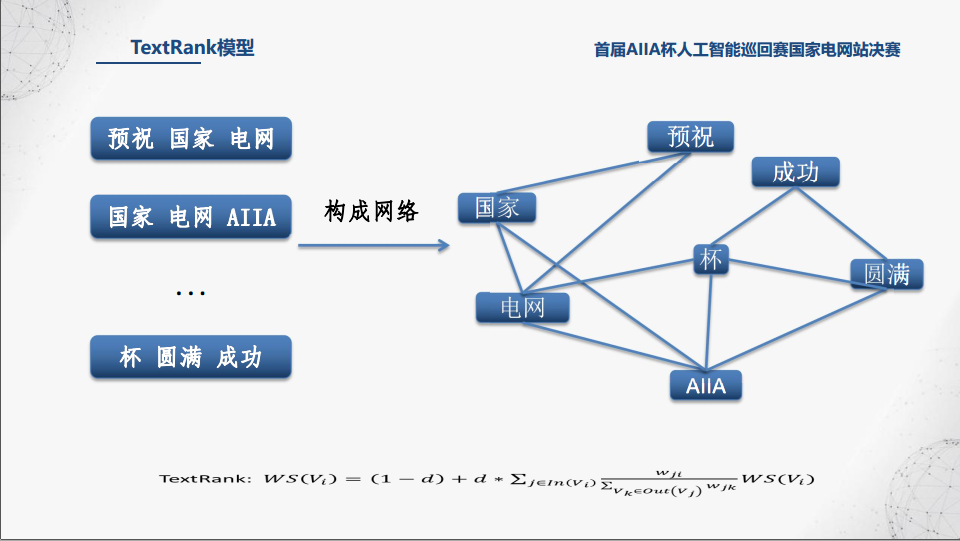 TextRank模型
首届AIIA杯人工智能巡回赛国家电网站决赛
预祝 国家 电网
国家 电网 AIIA
...
杯 圆满 成功
构成网络
预祝
成功
国家
杯
圆满
电网
AIIA
TextRank: WS(V_i) = (1 − d) + d * ∑_{j∈In(V_i)} \frac{w_{ji}}{∑_{V_k∈Out(V_j)} w_{jk}} WS(V_i)